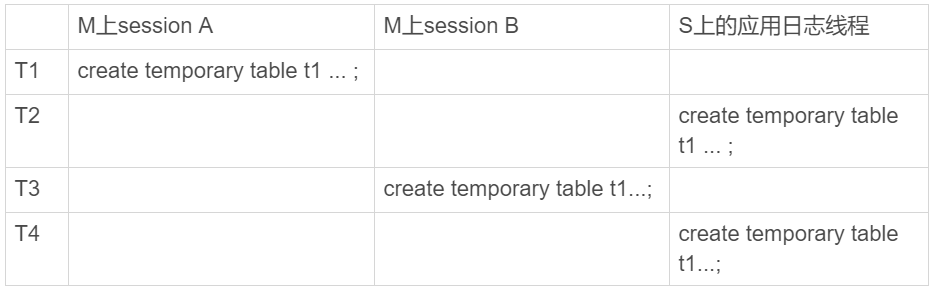 M上session A
M上session B
S上的应用日志线程
T1
create temporary table t1 ... ;
T2
create temporary table
t1 ... ;
T3
create temporary table t1...;
T4
create temporary table
t1...;